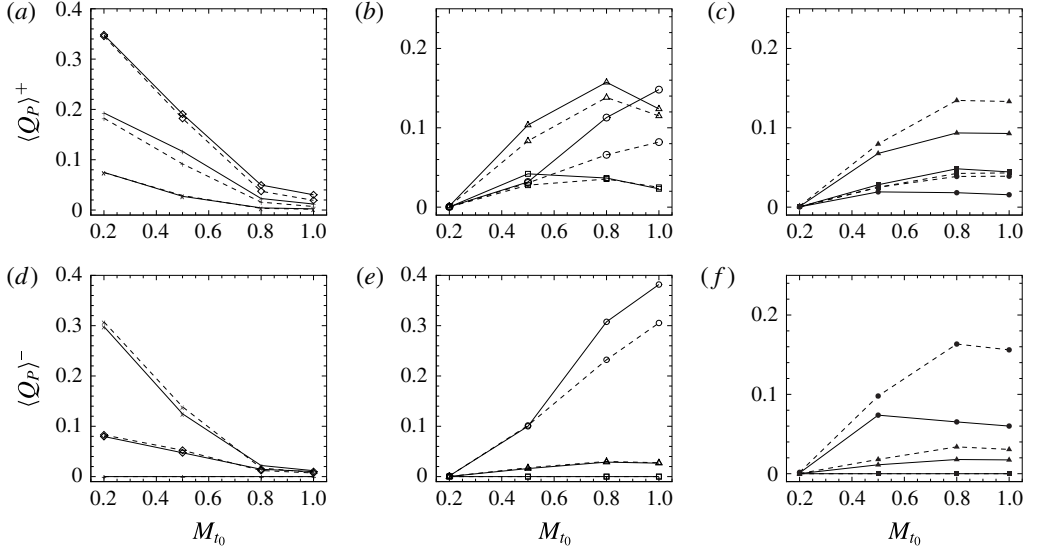 (a) (b) (c)
0.4 0.2 0.2
0.3
0.2 0.1 0.1
0.1
0 0 0
0.2 0.4 0.6 0.8 1.0 0.2 0.4 0.6 0.8 1.0 0.2 0.4 0.6 0.8 1.0
⟨Q_P⟩⁺
M_{t_0}
(d) (e) (f)
0.4 0.4 0.2
0.3 0.3
0.2 0.2 0.1
0.1 0.1
0 0 0
0.2 0.4 0.6 0.8 1.0 0.2 0.4 0.6 0.8 1.0 0.2 0.4 0.6 0.8 1.0
⟨Q_P⟩⁻
M_{t_0} M_{t_0} M_{t_0}